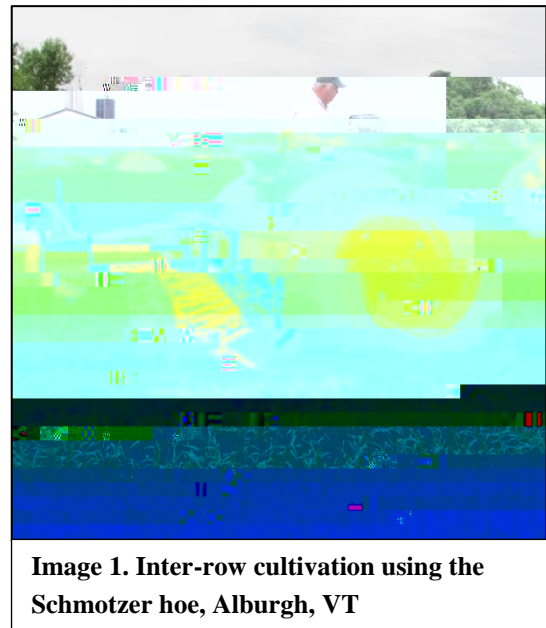 Image 1. Inter-row cultivation using the
Schmotzer hoe, Alburgh, VT